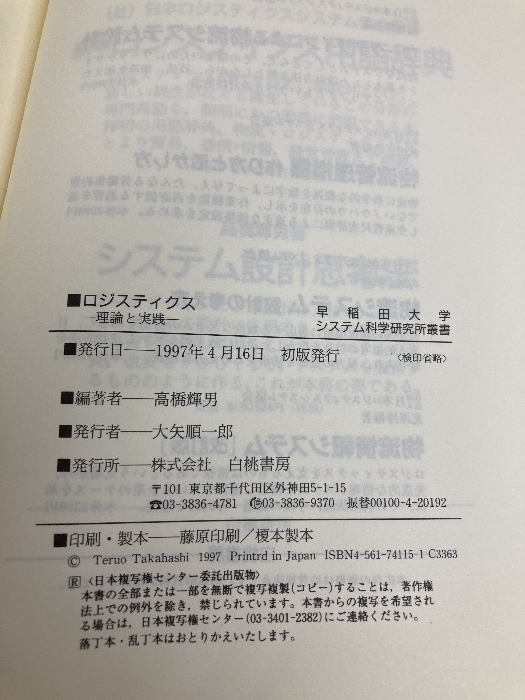 ■ロジスティクス
―理論と実践―
早稲田大学
システム科学研究所叢書
■発行日――1997年4月16日 初版発行 〈検印省略〉
■編著者――高橋輝男
■発行者――大矢順一郎
■発行所――株式会社 白桃書房
〒101 東京都千代田区外神田5-1-15
☎03-3836-4781 ℻03-3836-9370 振替00100-4-20192
■印刷・製本――藤原印刷／榎本製本
Ⓒ Teruo Takahashi 1997 Printed in Japan ISBN4-561-74115-1 C3363
Ⓡ〈日本複写権センター委託出版物〉
本書の全部または一部を無断で複写複製(コピー)することは，著作権
法上での例外を除き，禁じられています。本書からの複写を希望され
る場合は，日本複写権センター(03-3401-2382)にご連絡ください。
落丁本・乱丁本はおとりかえいたします。